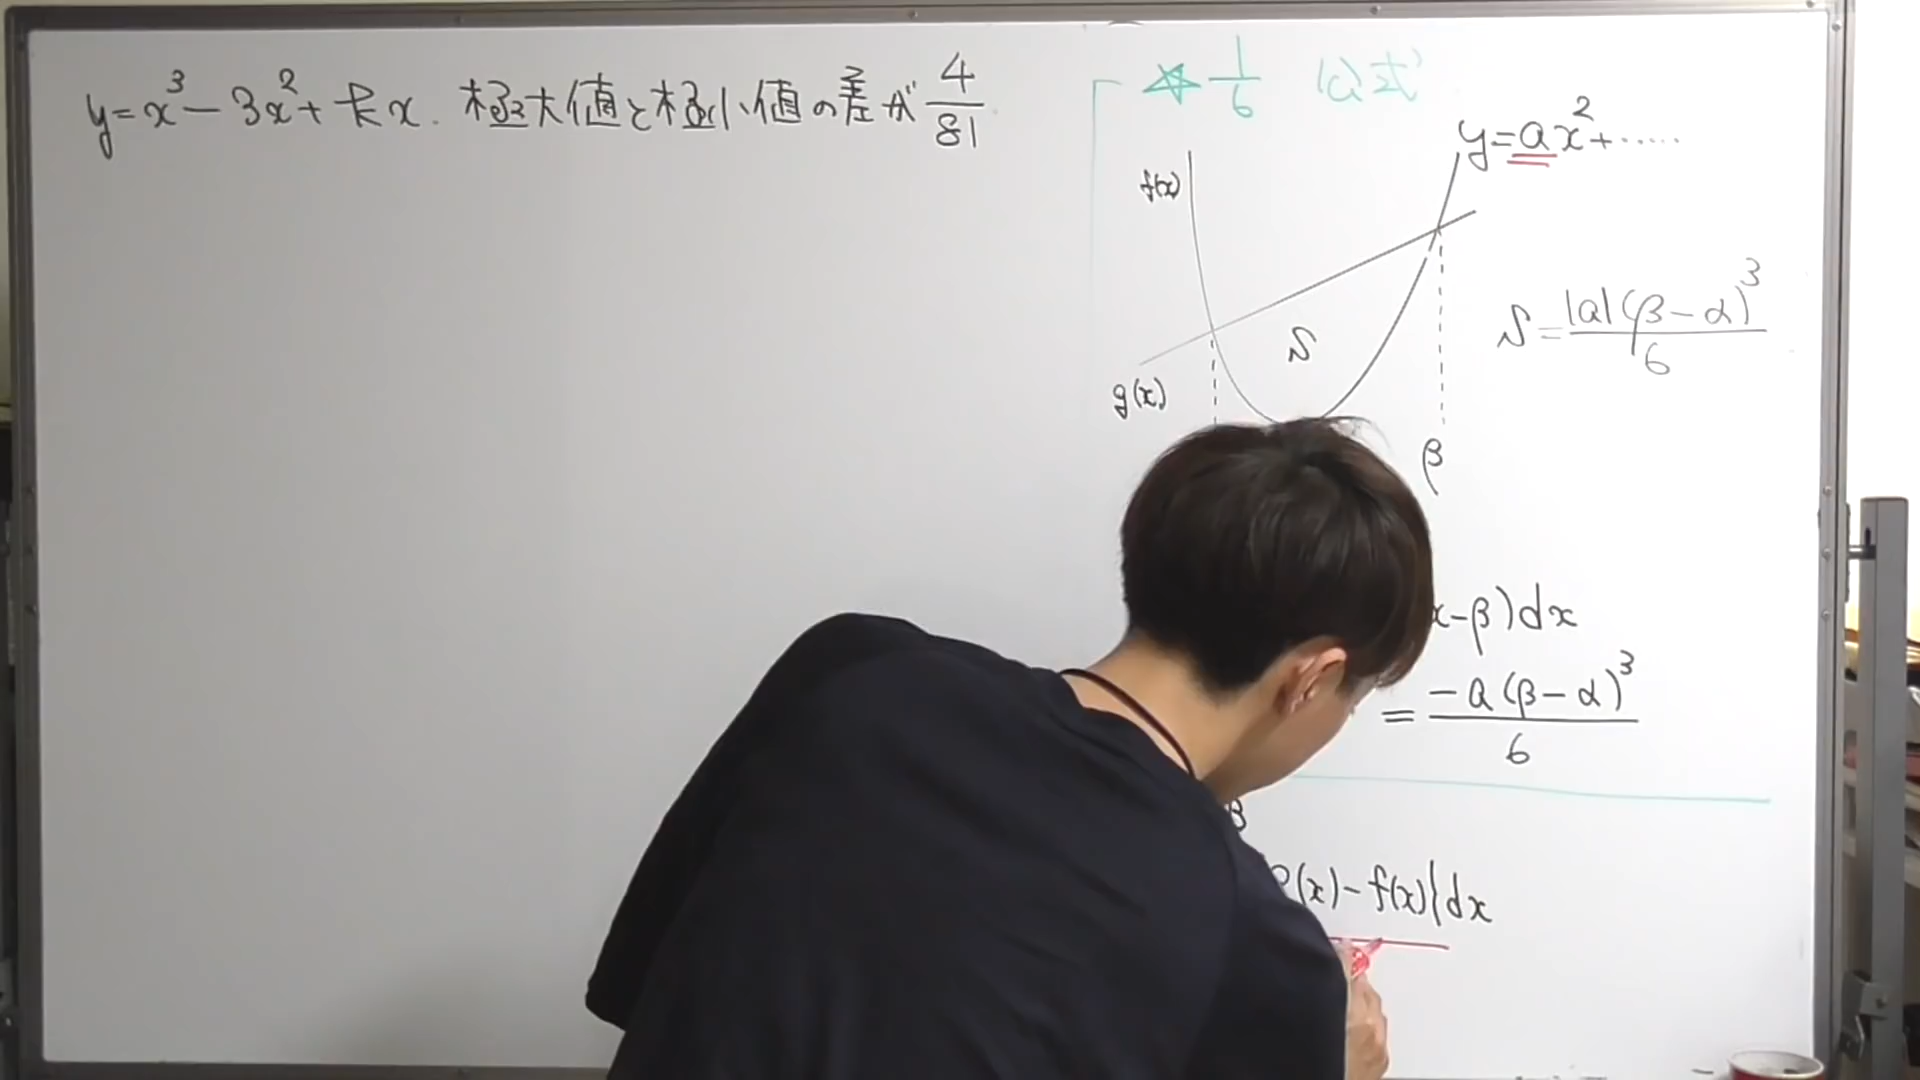 y=x³-3x²+kx. 極大値と極小値の差が 4/81
☆ 1/6 公式
y=ax²+……
f(x)
S=|a|(β-α)³/6
S
g(x)
β
x-β)dx
=-a(β-α)³/6
β
(x)-f(x)}dx